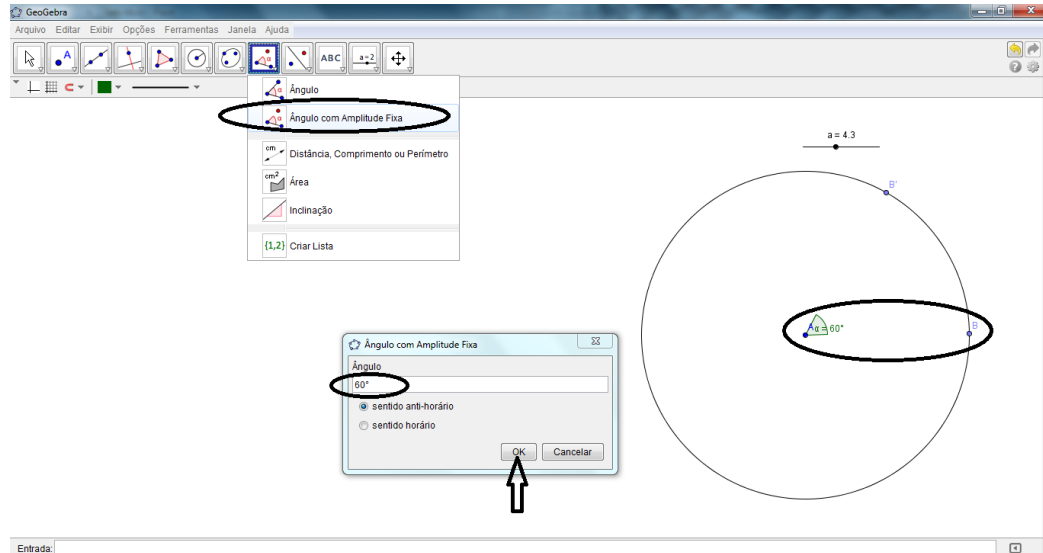 GeoGebra
Arquivo Editar Exibir Opções Ferramentas Janela Ajuda
A
α
ABC
a=2
Ângulo
Ângulo com Amplitude Fixa
cm
Distância, Comprimento ou Perímetro
cm²
Área
Inclinação
{1,2} Criar Lista
a = 4.3
B'
A
α = 60°
B
Ângulo com Amplitude Fixa
Ângulo
60°
sentido anti-horário
sentido horário
OK Cancelar
Entrada: